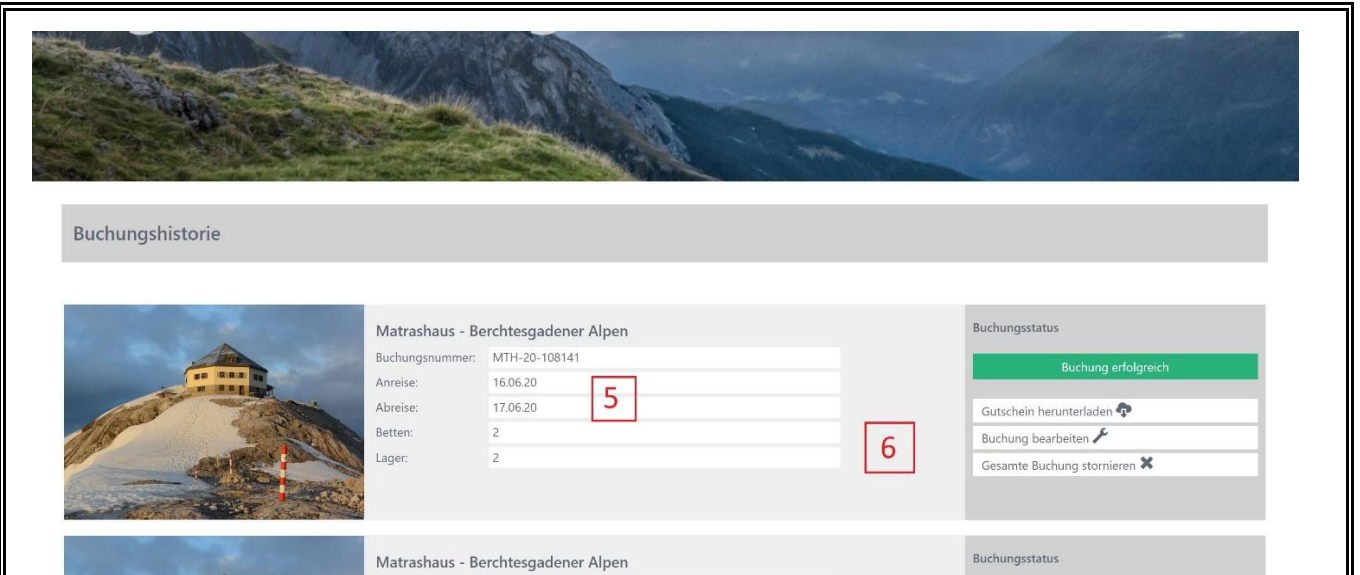 Buchungshistorie
Matrashaus - Berchtesgadener Alpen
Buchungsnummer: MTH-20-108141
Anreise: 16.06.20
Abreise: 17.06.20
5
Betten: 2
Lager: 2
6
Buchungsstatus
Buchung erfolgreich
Gutschein herunterladen
Buchung bearbeiten
Gesamte Buchung stornieren
Matrashaus - Berchtesgadener Alpen
Buchungsstatus